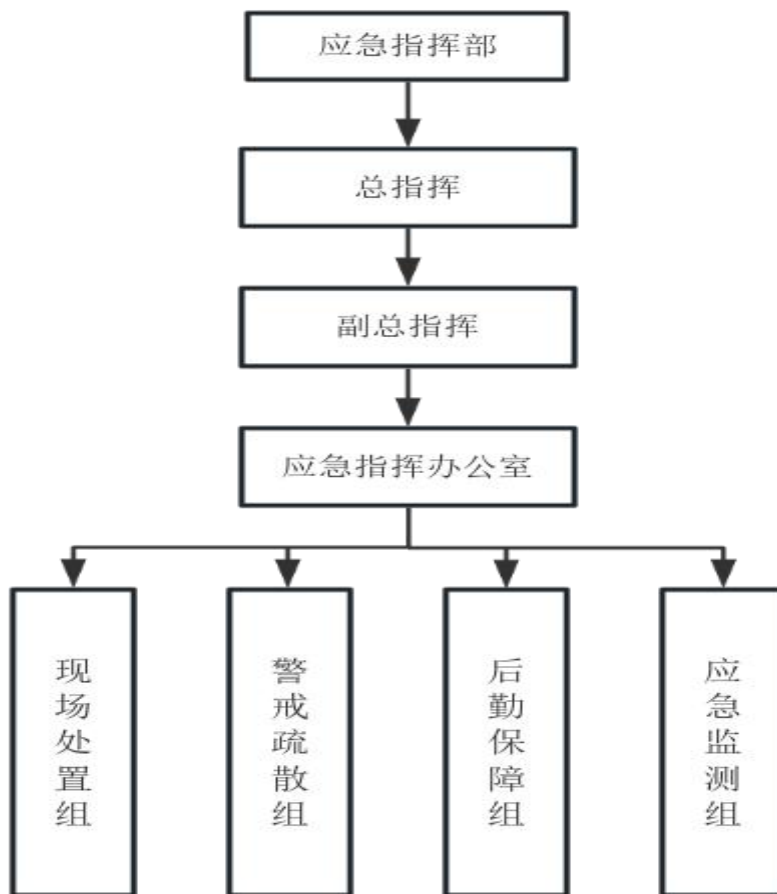 应急指挥部
总指挥
副总指挥
应急指挥办公室
现场处置组
警戒疏散组
后勤保障组
应急监测组